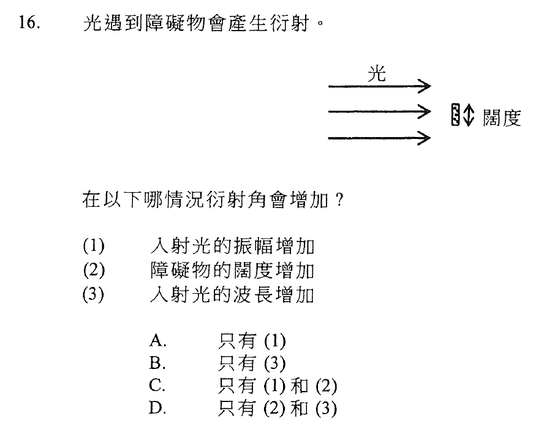 16. 光遇到障礙物會產生衍射。
光
闊度
在以下哪情況衍射角會增加？
(1) 入射光的振幅增加
(2) 障礙物的闊度增加
(3) 入射光的波長增加
A. 只有 (1)
B. 只有 (3)
C. 只有 (1) 和 (2)
D. 只有 (2) 和 (3)